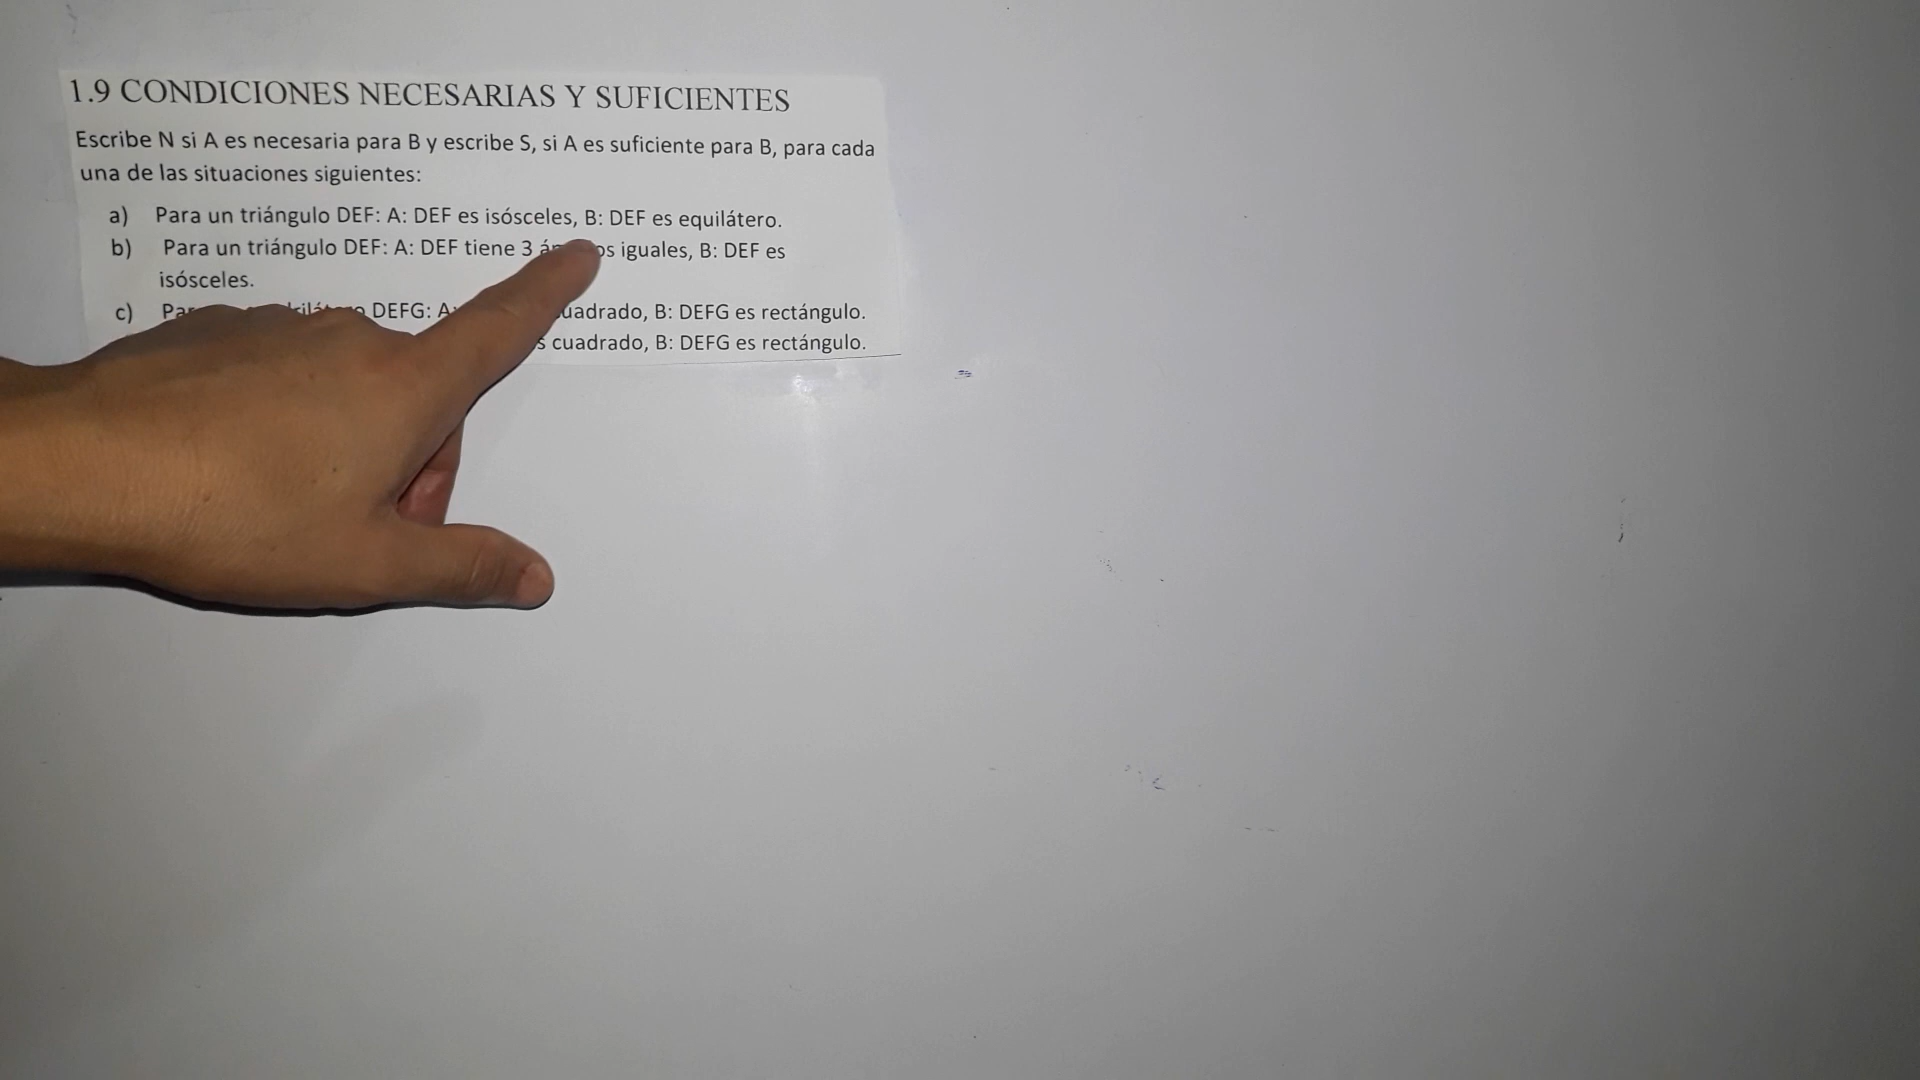 1.9 CONDICIONES NECESARIAS Y SUFICIENTES
Escribe N si A es necesaria para B y escribe S, si A es suficiente para B, para cada
una de las situaciones siguientes:
a) Para un triángulo DEF: A: DEF es isósceles, B: DEF es equilátero.
b) Para un triángulo DEF: A: DEF tiene 3 iguales, B: DEF es
isósceles.
c) DEFG: A: B: DEFG es rectángulo.
cuadrado, B: DEFG es rectángulo.